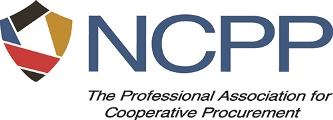 NCPP
The Professional Association for
Cooperative Procurement